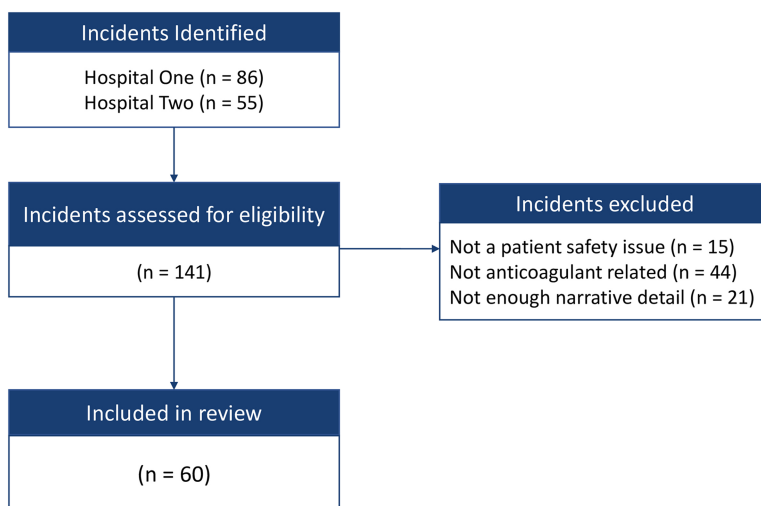 Incidents Identified
Hospital One (n = 86)
Hospital Two (n = 55)
Incidents assessed for eligibility
(n = 141)
Incidents excluded
Not a patient safety issue (n = 15)
Not anticoagulant related (n = 44)
Not enough narrative detail (n = 21)
Included in review
(n = 60)